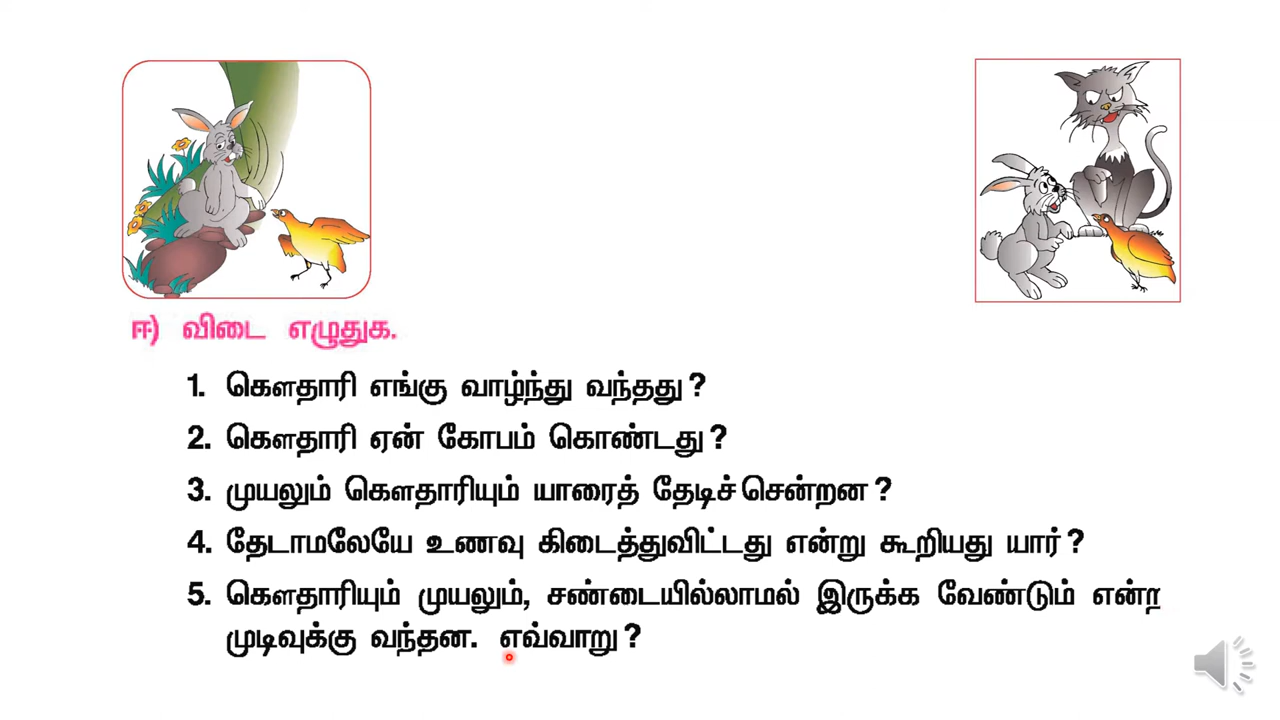 ஈ) விடை எழுதுக.
1. கௌதாரி எங்கு வாழ்ந்து வந்தது?
2. கௌதாரி ஏன் கோபம் கொண்டது?
3. முயலும் கௌதாரியும் யாரைத் தேடிச் சென்றன?
4. தேடாமலேயே உணவு கிடைத்துவிட்டது என்று கூறியது யார்?
5. கௌதாரியும் முயலும், சண்டையில்லாமல் இருக்க வேண்டும் என்ற
முடிவுக்கு வந்தன. எவ்வாறு?